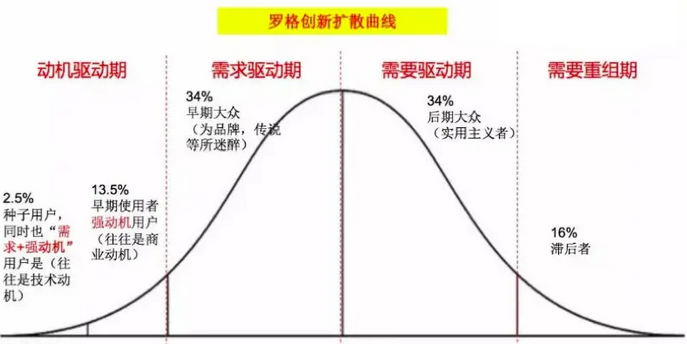 罗格创新扩散曲线
动机驱动期
需求驱动期
需要驱动期
需要重组期
2.5%
种子用户，
同时也“需
求+强动机”
用户是（往
往是技术动
机）
13.5%
早期使用者
强动机用户
（往往是商
业动机）
34%
早期大众
（为品牌，传说
等所迷醉）
34%
后期大众
（实用主义者）
16%
滞后者